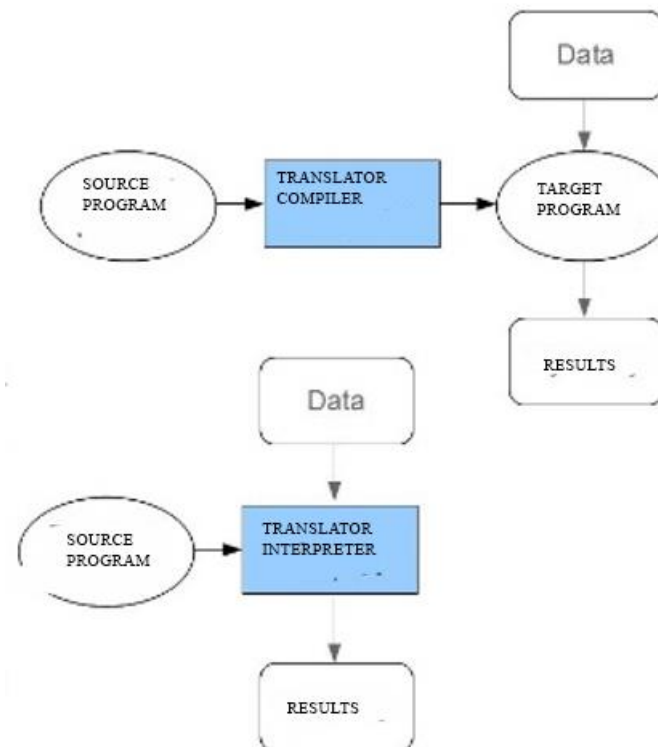 Data
SOURCE
PROGRAM
TRANSLATOR
COMPILER
TARGET
PROGRAM
RESULTS
Data
SOURCE
PROGRAM
TRANSLATOR
INTERPRETER
RESULTS